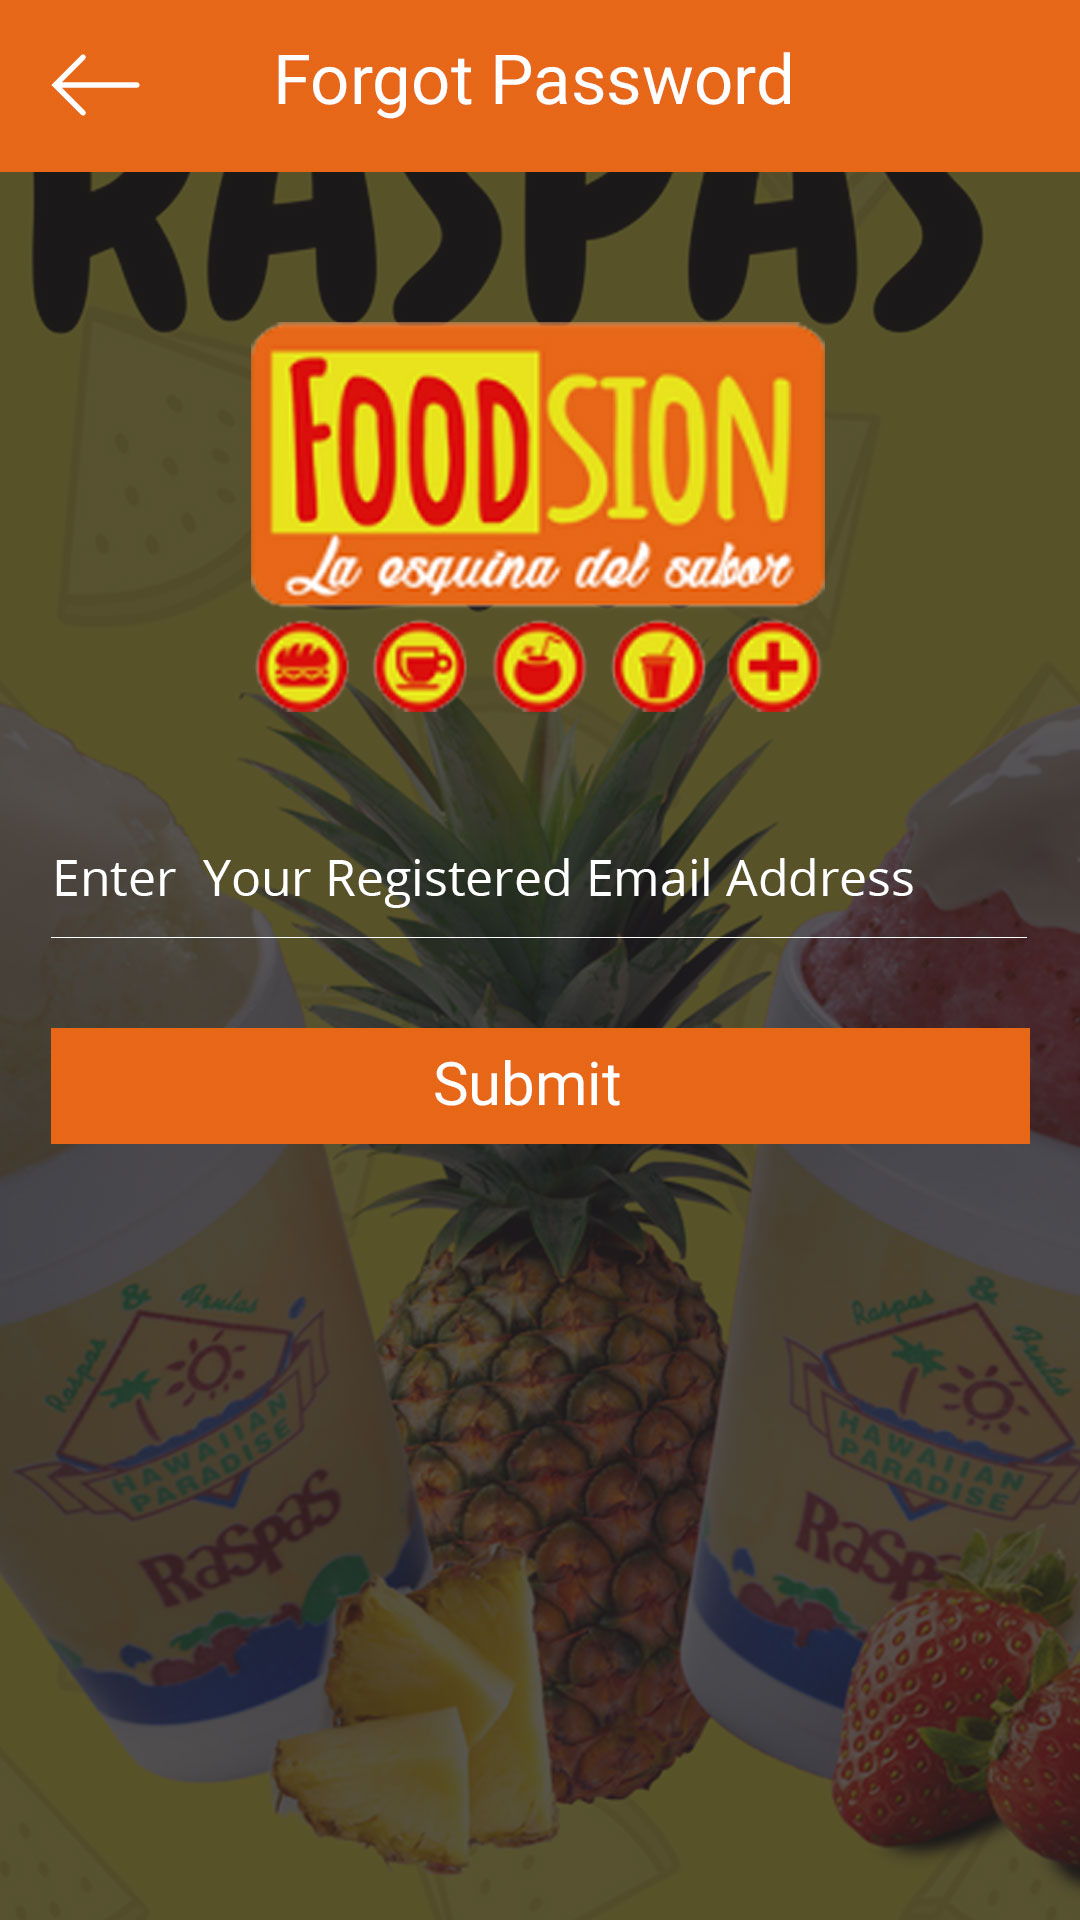 Forgot Password
RASPAS
FOODSION
La esquina del sabor
Enter Your Registered Email Address
Submit
& Frutas
Raspas
HAWAIIAN
PARADISE
Raspas
Raspas & Frutas
HAWAIIAN
PARADISE
Raspa